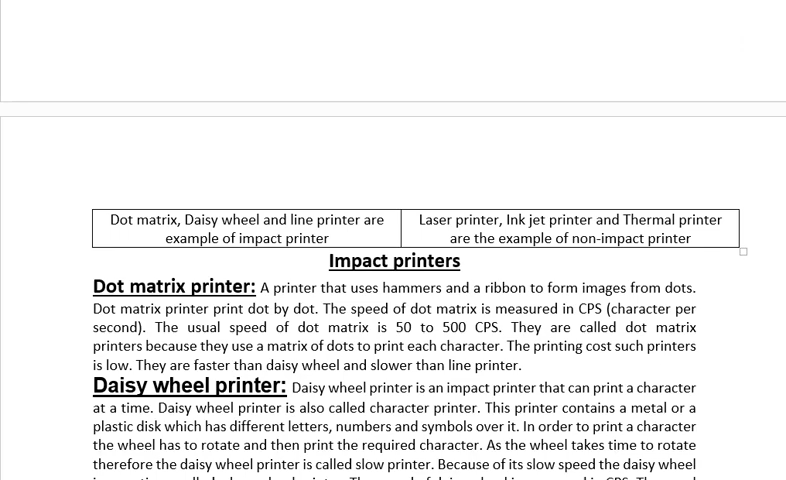 Dot matrix, Daisy wheel and line printer are
example of impact printer
Laser printer, Ink jet printer and Thermal printer
are the example of non-impact printer
Impact printers
Dot matrix printer: A printer that uses hammers and a ribbon to form images from dots.
Dot matrix printer print dot by dot. The speed of dot matrix is measured in CPS (character per
second). The usual speed of dot matrix is 50 to 500 CPS. They are called dot matrix
printers because they use a matrix of dots to print each character. The printing cost such printers
is low. They are faster than daisy wheel and slower than line printer.
Daisy wheel printer: Daisy wheel printer is an impact printer that can print a character
at a time. Daisy wheel printer is also called character printer. This printer contains a metal or a
plastic disk which has different letters, numbers and symbols over it. In order to print a character
the wheel has to rotate and then print the required character. As the wheel takes time to rotate
therefore the daisy wheel printer is called slow printer. Because of its slow speed the daisy wheel